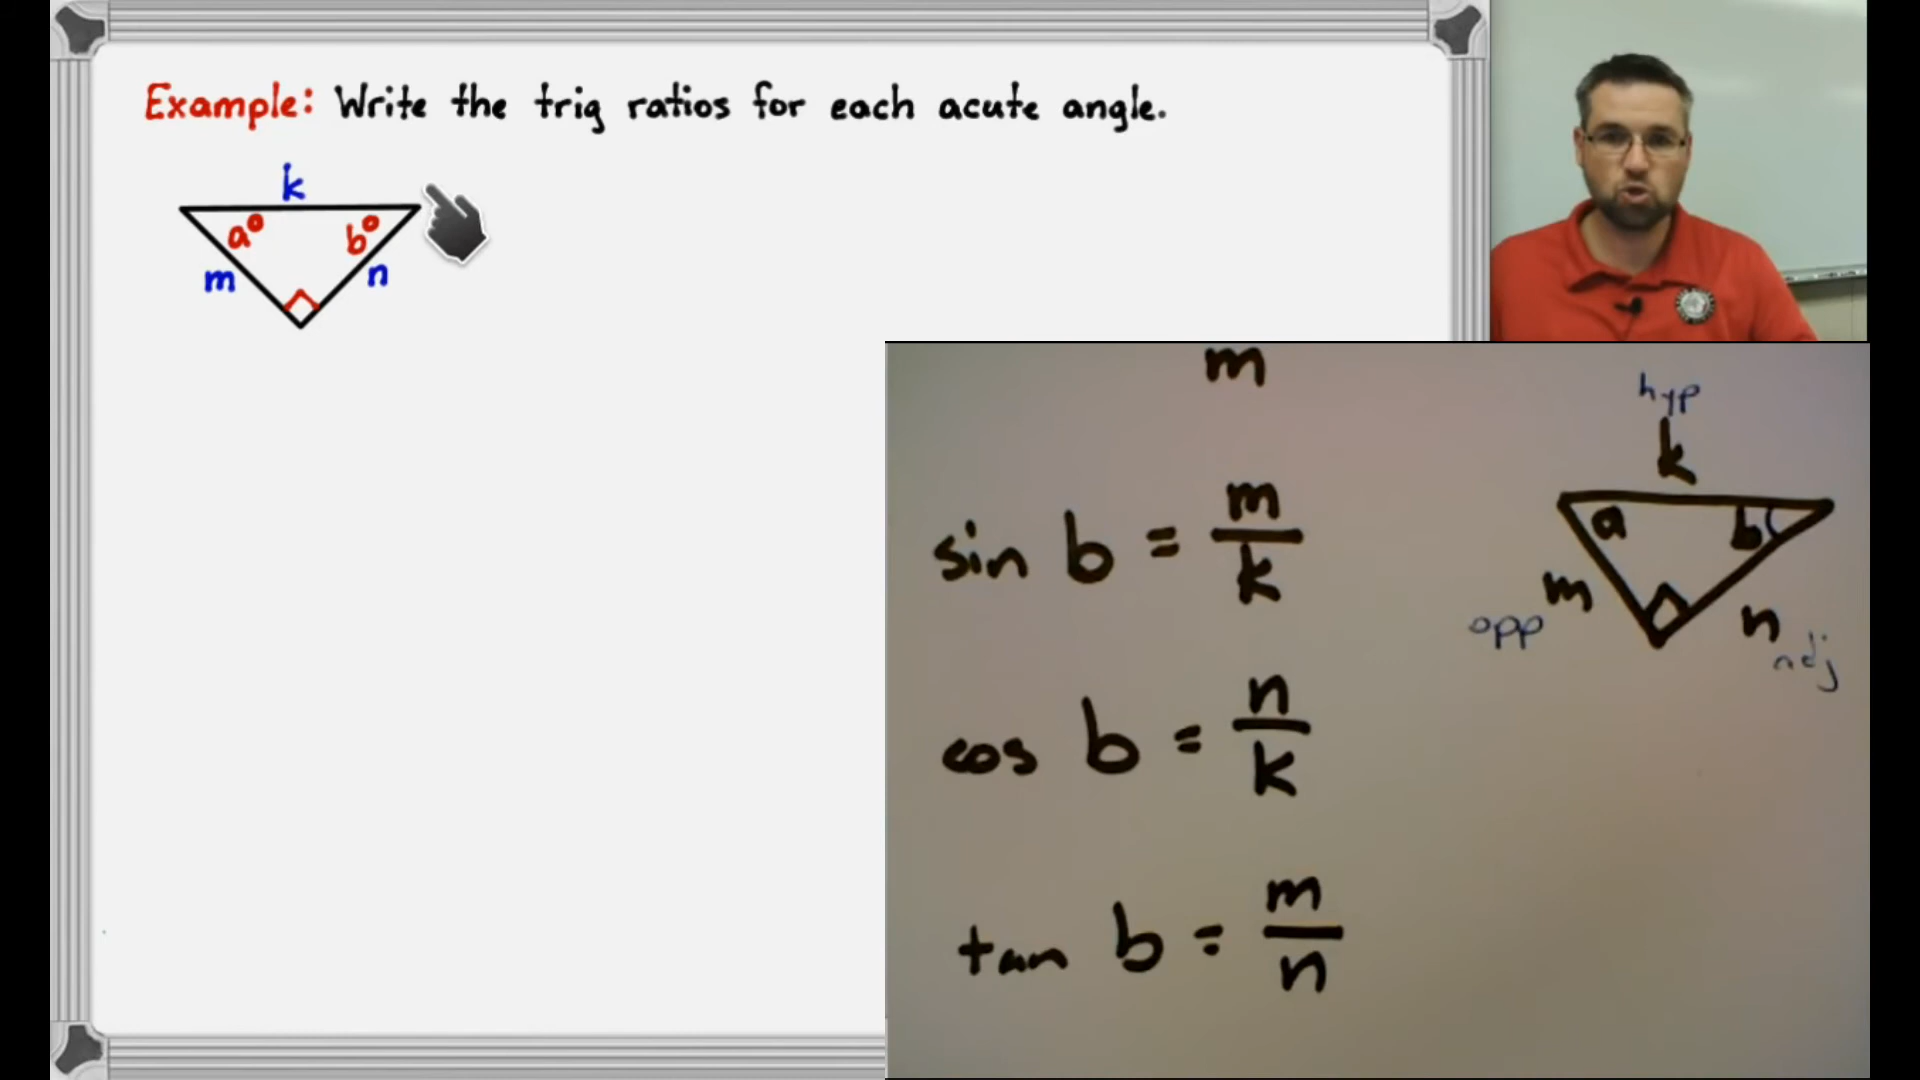 Example: Write the trig ratios for each acute angle.
k
a° b°
m n
m
sin b = m/k
cos b = n/k
tan b = m/n
hyp
k
a b
m n
opp adj